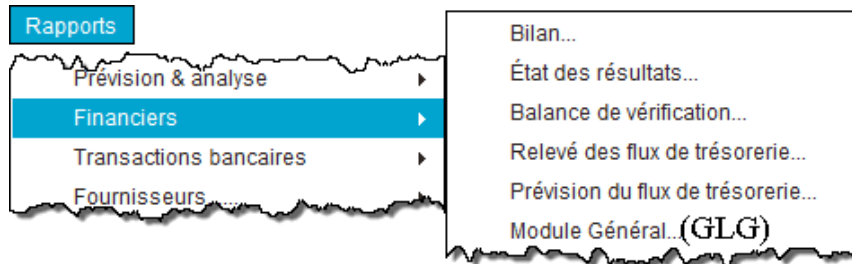 Rapports
Prévision & analyse
Financiers
Transactions bancaires
Fournisseurs
Bilan...
État des résultats...
Balance de vérification...
Relevé des flux de trésorerie...
Prévision du flux de trésorerie...
Module Général...(GLG)